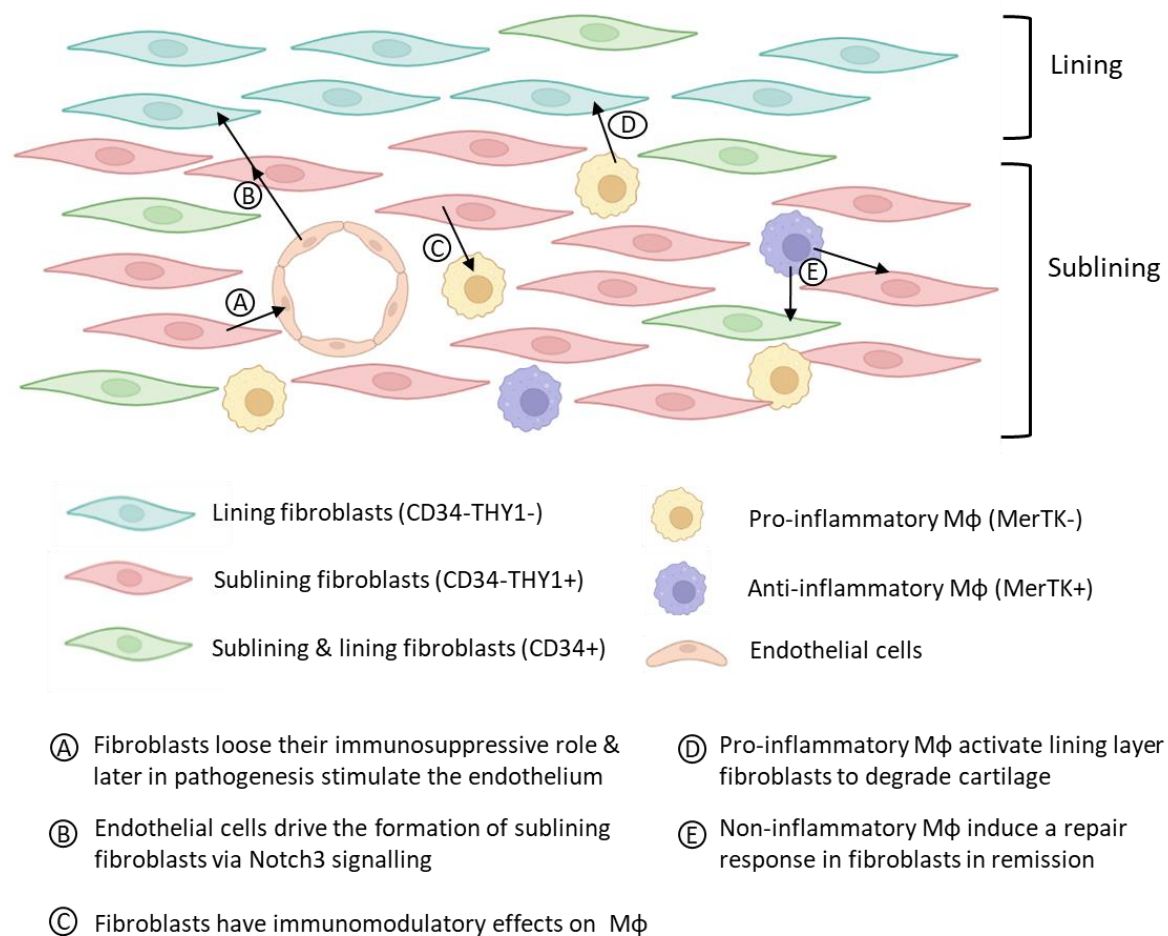 Lining
D
B
C
Sublining
E
A
Lining fibroblasts (CD34-THY1-)
Pro-inflammatory Mφ (MerTK-)
Sublining fibroblasts (CD34-THY1+)
Anti-inflammatory Mφ (MerTK+)
Sublining & lining fibroblasts (CD34+)
Endothelial cells
A Fibroblasts loose their immunosuppressive role &
later in pathogenesis stimulate the endothelium
B Endothelial cells drive the formation of sublining
fibroblasts via Notch3 signalling
C Fibroblasts have immunomodulatory effects on Mφ
D Pro-inflammatory Mφ activate lining layer
fibroblasts to degrade cartilage
E Non-inflammatory Mφ induce a repair
response in fibroblasts in remission